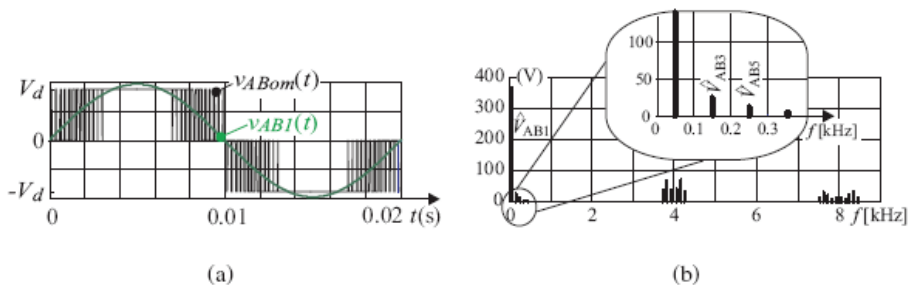 V_d
0
-V_d
v_ABom(t)
v_AB1(t)
0
0.01
0.02 t(s)
(a)
400 (V)
300
200
100
0
V̂_AB1
0
2
4
6
8 f[kHz]
100
50
0
V̂_AB3
V̂_AB5
0
0.1
0.2
0.3
f[kHz]
(b)